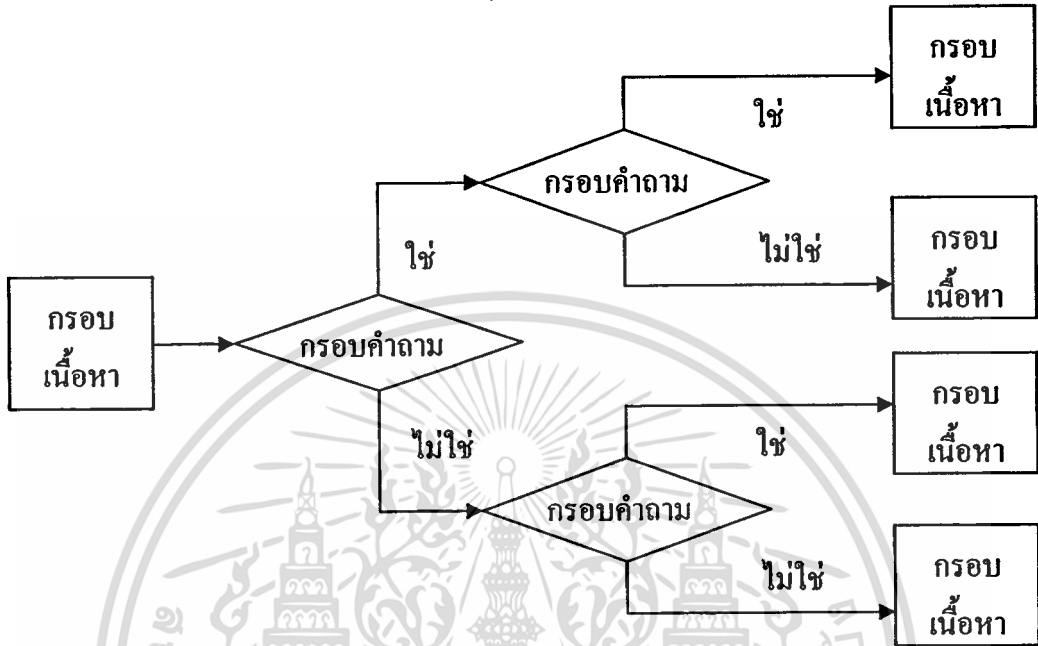 กรอบ
เนื้อหา
ใช่
กรอบคำถาม
กรอบ
เนื้อหา
ไม่ใช่
ใช่
กรอบ
เนื้อหา
กรอบคำถาม
กรอบ
เนื้อหา
ไม่ใช่
ใช่
กรอบคำถาม
กรอบ
เนื้อหา
ไม่ใช่